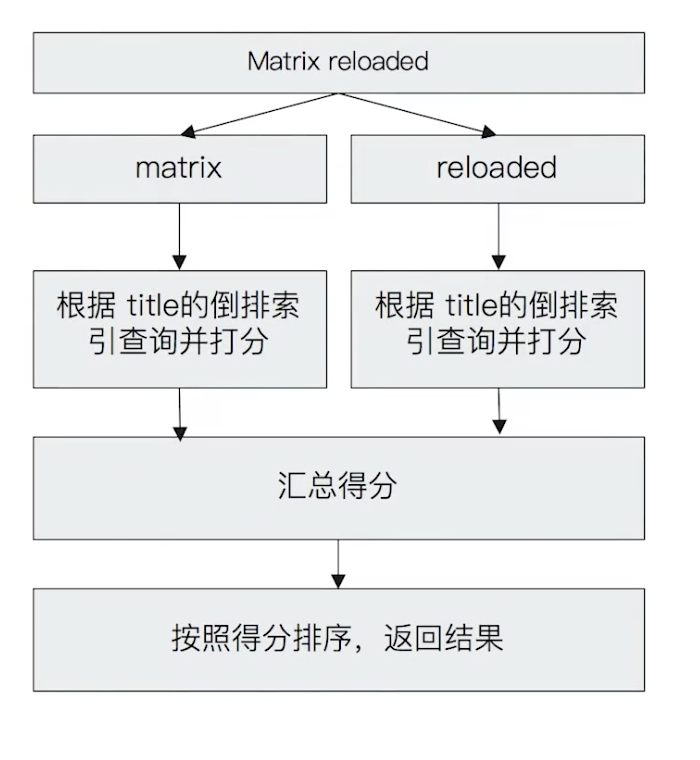 Matrix reloaded
matrix
reloaded
根据 title的倒排索
引查询并打分
根据 title的倒排索
引查询并打分
汇总得分
按照得分排序，返回结果